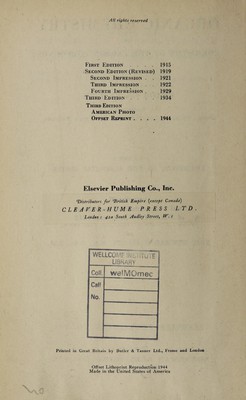 All rights reserved
FIRST EDITION 1915
SECOND EDITION (REVISED) 1919
SECOND IMPRESSION 1921
THIRD IMPRESSION 1922
FOURTH IMPRESSION 1929
THIRD EDITION 1934
THIRD EDITION
AMERICAN PHOTO
OFFSET REPRINT . . . . 1944
Elsevier Publishing Co., Inc.
Distributors for British Empire (except Canada)
CLEAVER-HUME PRESS LTD.
London: 42a South Audley Street, W.1
WELLCOME INSTITUTE
LIBRARY
Coll. welMOmec
Call
No.
Printed in Great Britain by Butler & Tanner Ltd., Frome and London
Offset Lithoprint Reproduction 1944
Made in the United States of America